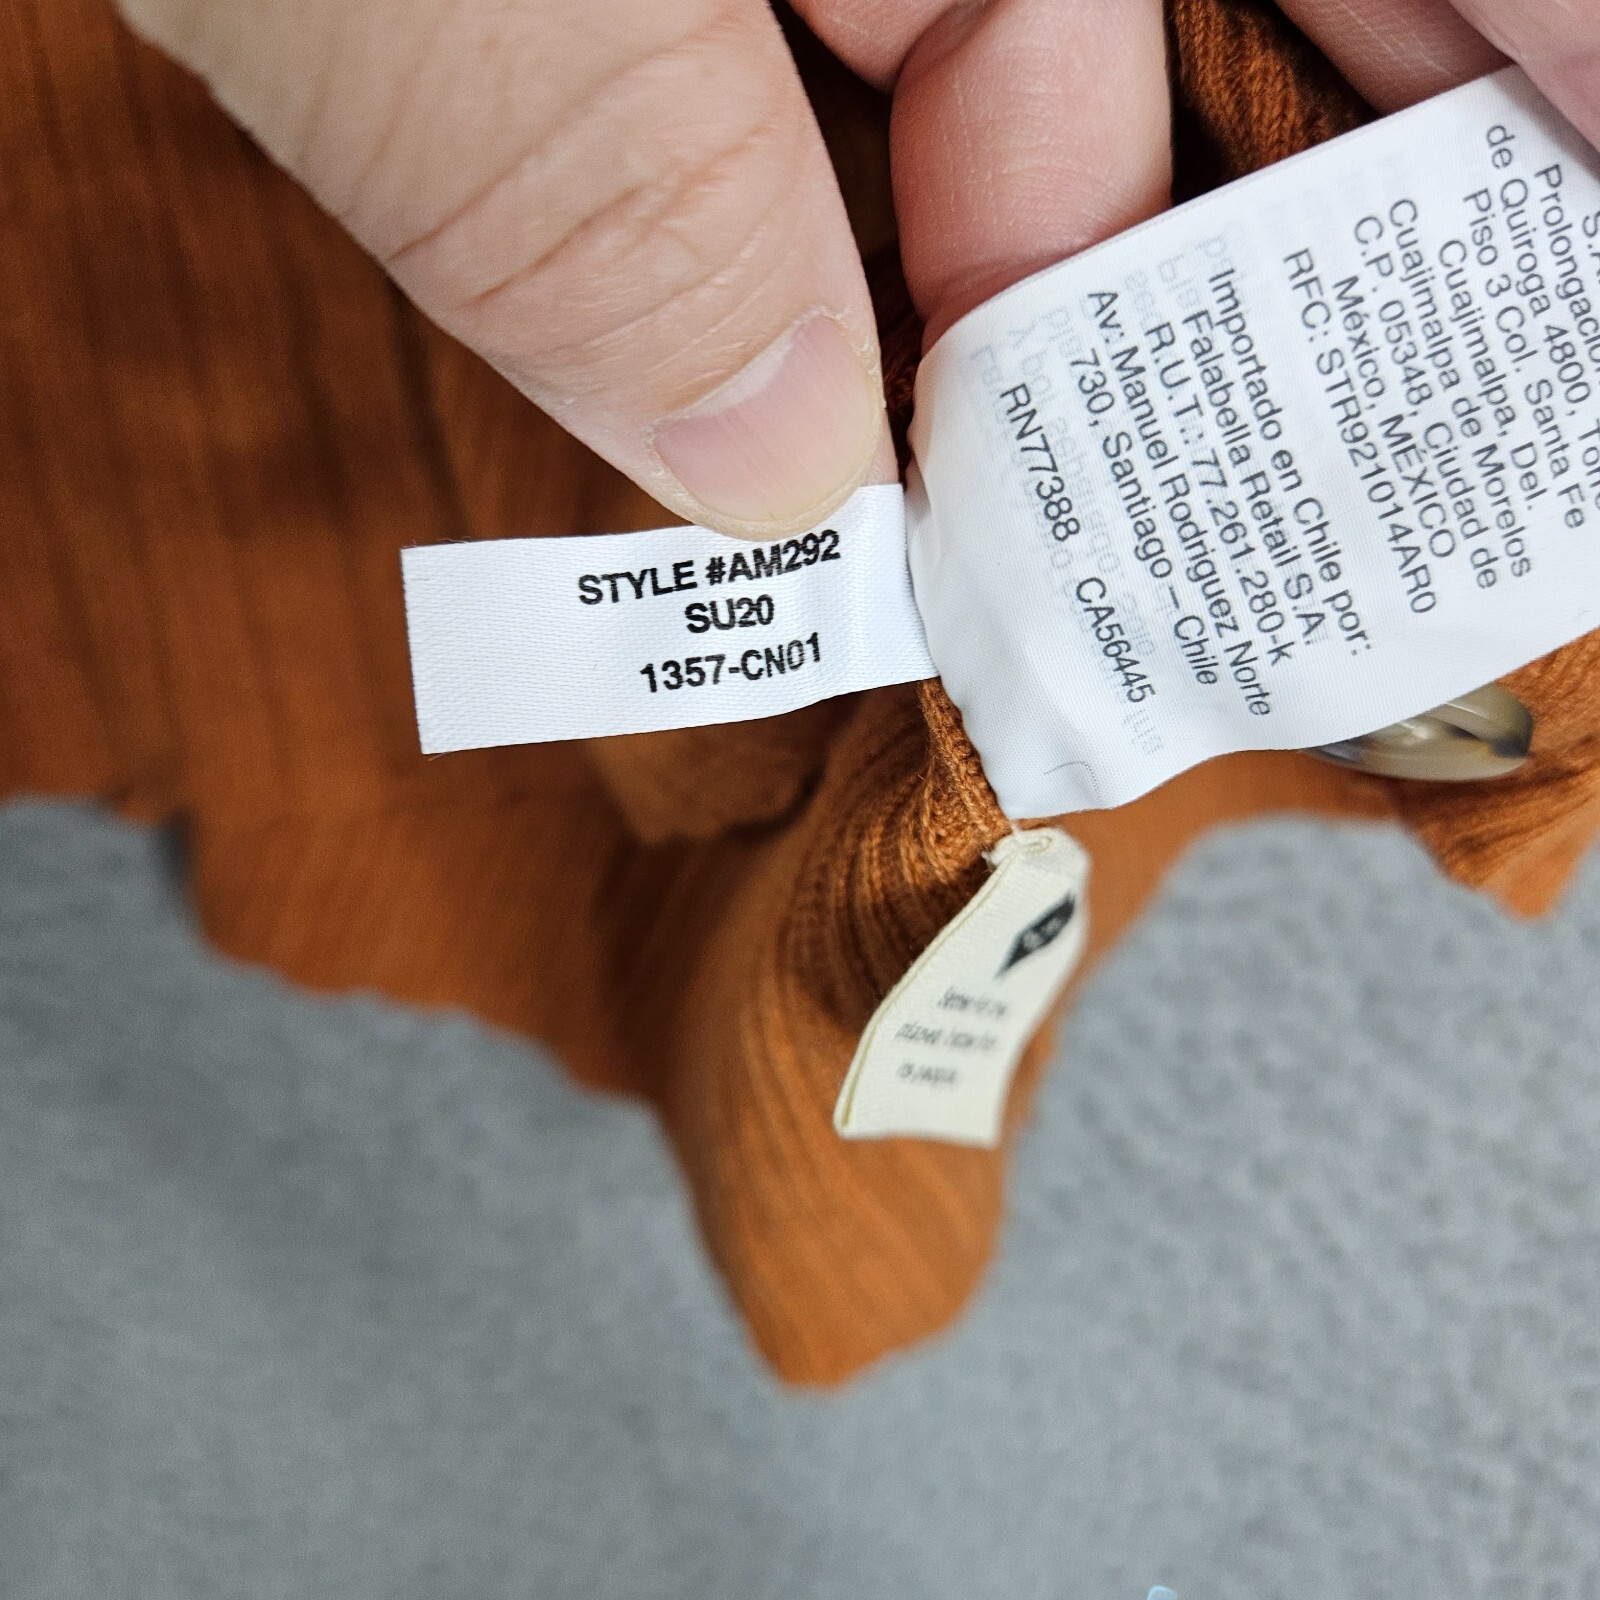 STYLE #AM292
SU20
1357-CN01
Prolongación
de Quiroga 4800,
Piso 3 Col. Santa Fe
Cuajimalpa, Del.
Cuajimalpa de Morelos
C.P. 05348, Ciudad de
México, MÉXICO
RFC: STR921014AR0
Importado en Chile por:
Falabella Retail S.A.
R.U.T.: 77.261.280-k
Av. Manuel Rodriguez Norte
730, Santiago – Chile
RN77388 CA56445